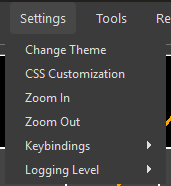 Settings Tools Re
Change Theme
CSS Customization
Zoom In
Zoom Out
Keybindings
Logging Level